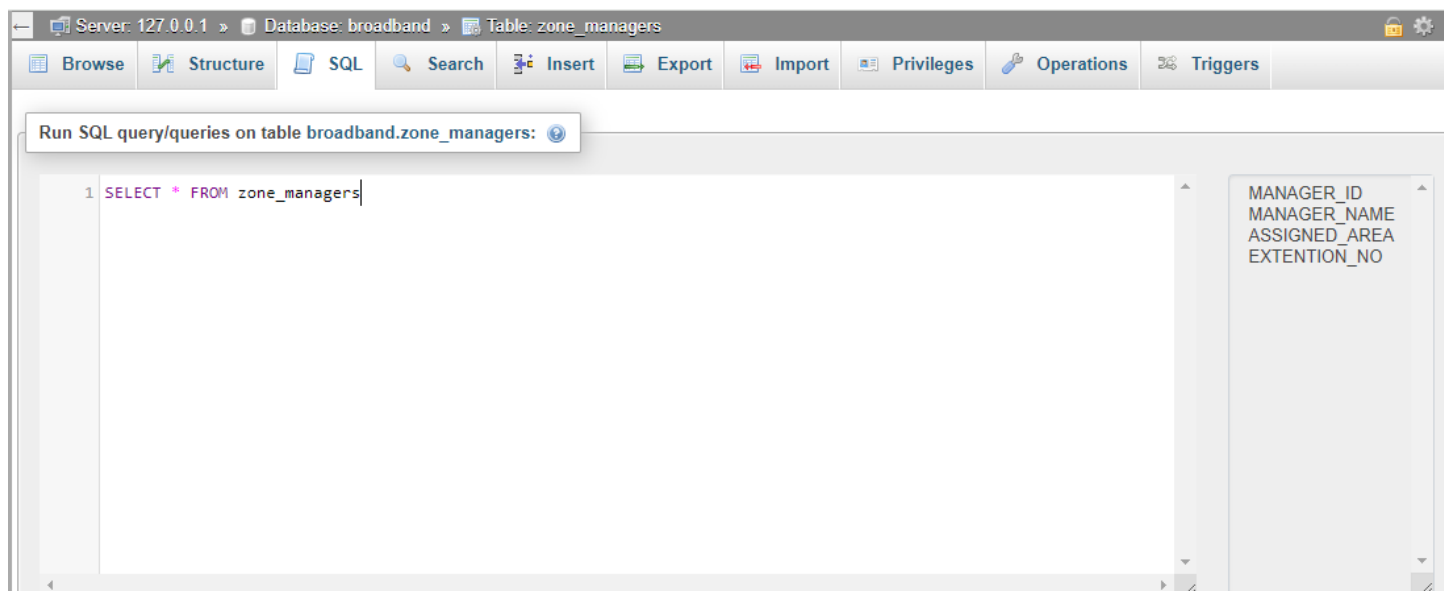 ← Server: 127.0.0.1 » Database: broadband » Table: zone_managers
Browse Structure SQL Search Insert Export Import Privileges Operations Triggers
Run SQL query/queries on table broadband.zone_managers:
1 SELECT * FROM zone_managers
MANAGER_ID
MANAGER_NAME
ASSIGNED_AREA
EXTENTION_NO